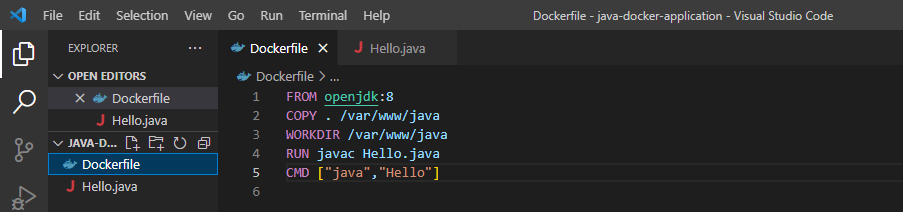 File Edit Selection View Go Run Terminal Help Dockerfile - java-docker-application - Visual Studio Code
EXPLORER
OPEN EDITORS
Dockerfile
J Hello.java
JAVA-D...
Dockerfile
J Hello.java
Dockerfile J Hello.java
Dockerfile > ...
1 FROM openjdk:8
2 COPY . /var/www/java
3 WORKDIR /var/www/java
4 RUN javac Hello.java
5 CMD ["java","Hello"]
6